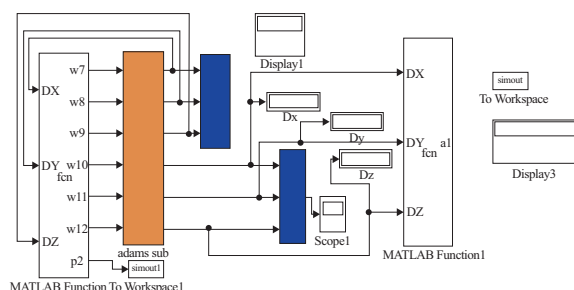 w7
DX
w8
w9
DY
fcn
w10
w11
w12
DZ
p2
MATLAB Function
adams sub
simout1
To Workspace1
Display1
Dx
Dy
Dz
Scope1
DX
DY
fcn
a1
DZ
MATLAB Function1
simout
To Workspace
Display3